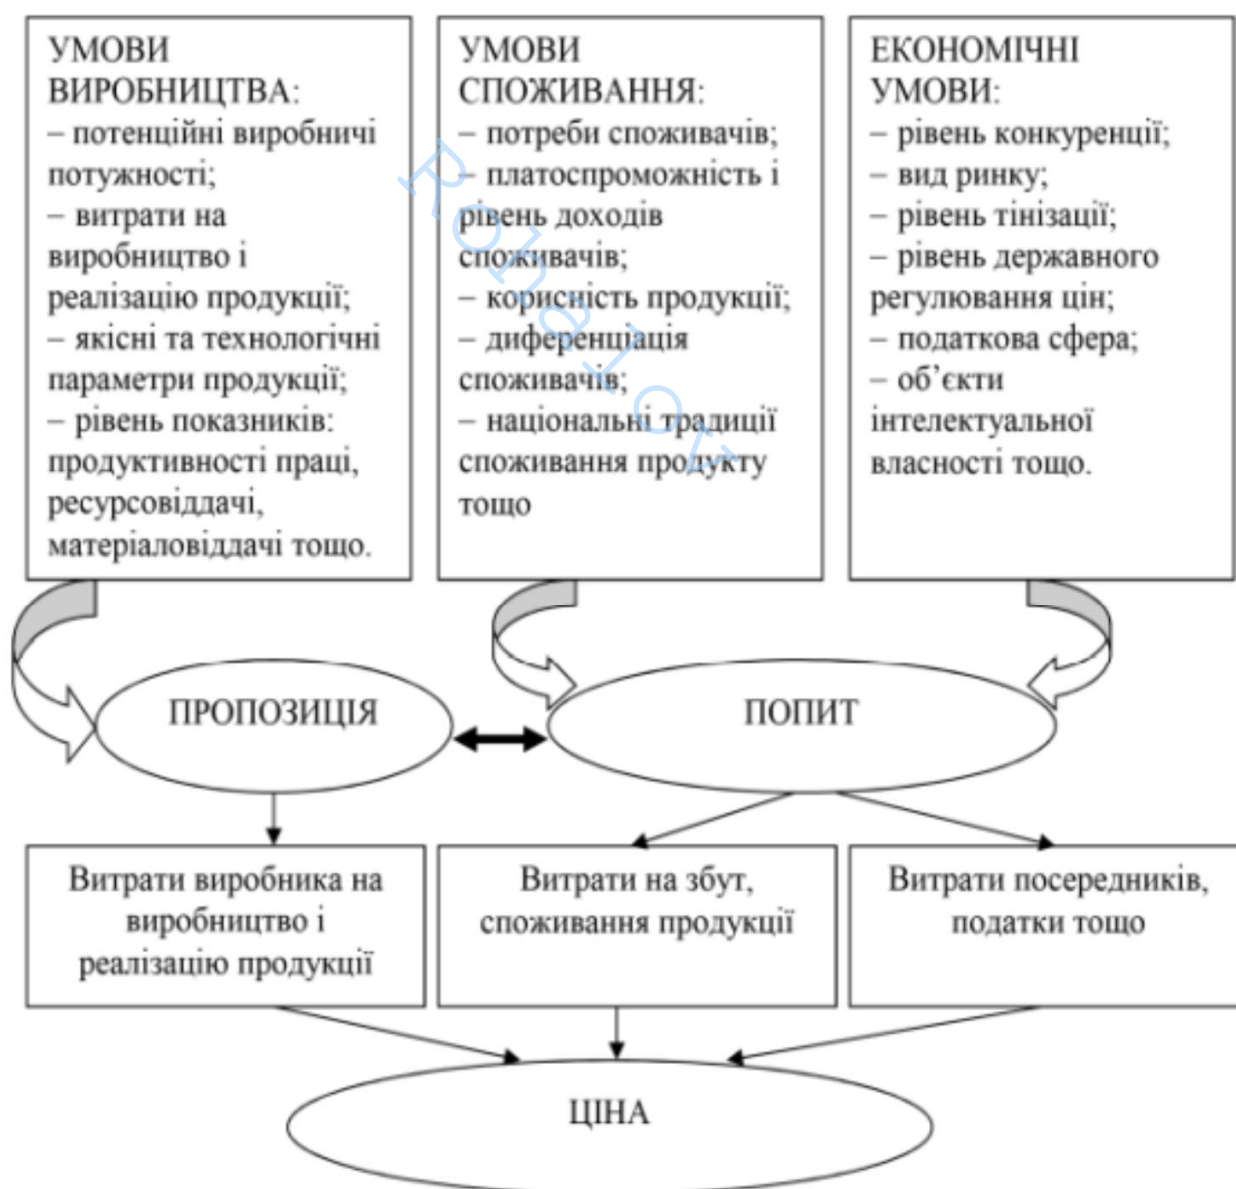 УМОВИ
ВИРОБНИЦТВА:
– потенційні виробничі
потужності;
– витрати на
виробництво і
реалізацію продукції;
– якісні та технологічні
параметри продукції;
– рівень показників:
продуктивності праці,
ресурсовіддачі,
матеріаловіддачі тощо.
УМОВИ
СПОЖИВАННЯ:
– потреби споживачів;
– платоспроможність і
рівень доходів
споживачів;
– корисність продукції;
– диференціація
споживачів;
– національні традиції
споживання продукту
тощо
ЕКОНОМІЧНІ
УМОВИ:
– рівень конкуренції;
– вид ринку;
– рівень тінізації;
– рівень державного
регулювання цін;
– податкова сфера;
– об’єкти
інтелектуальної
власності тощо.
Rohalov
ПРОПОЗИЦІЯ
ПОПИТ
Витрати виробника на
виробництво і
реалізацію продукції
Витрати на збут,
споживання продукції
Витрати посередників,
податки тощо
ЦІНА